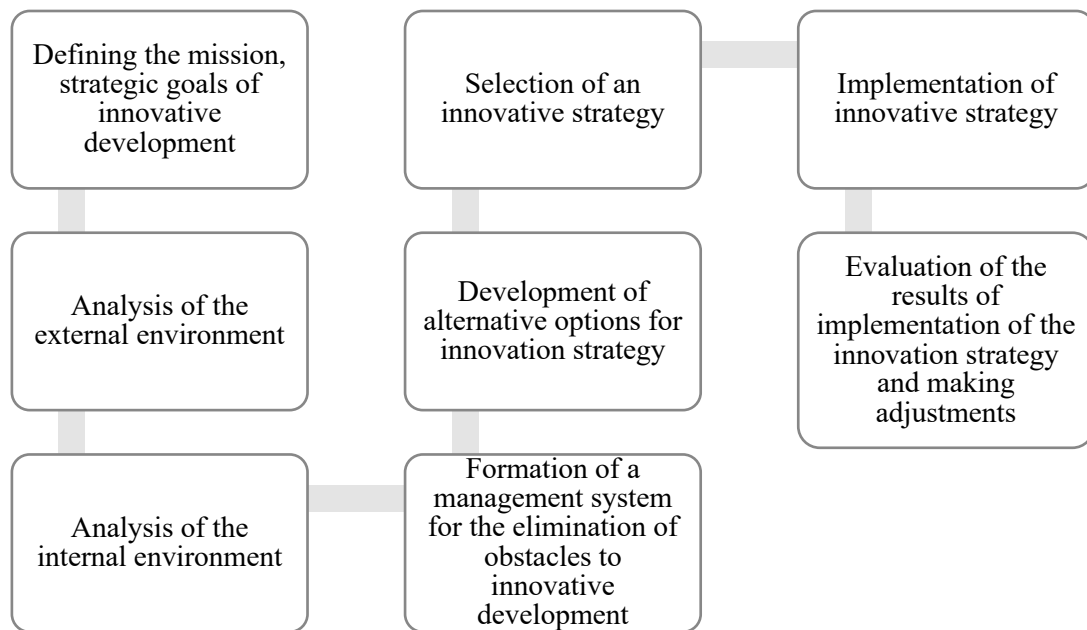 Defining the mission,
strategic goals of
innovative
development
Analysis of the
external environment
Analysis of the
internal environment
Formation of a
management system
for the elimination of
obstacles to
innovative
development
Development of
alternative options for
innovation strategy
Selection of an
innovative strategy
Implementation of
innovative strategy
Evaluation of the
results of
implementation of the
innovation strategy
and making
adjustments